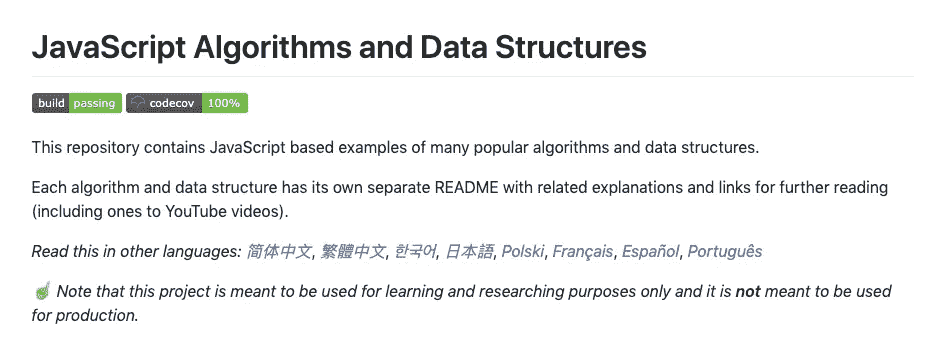 JavaScript Algorithms and Data Structures
build passing codecov 100%
This repository contains JavaScript based examples of many popular algorithms and data structures.
Each algorithm and data structure has its own separate README with related explanations and links for further reading
(including ones to YouTube videos).
Read this in other languages: 简体中文, 繁體中文, 한국어, 日本語, Polski, Français, Español, Português
Note that this project is meant to be used for learning and researching purposes only and it is not meant to be used
for production.